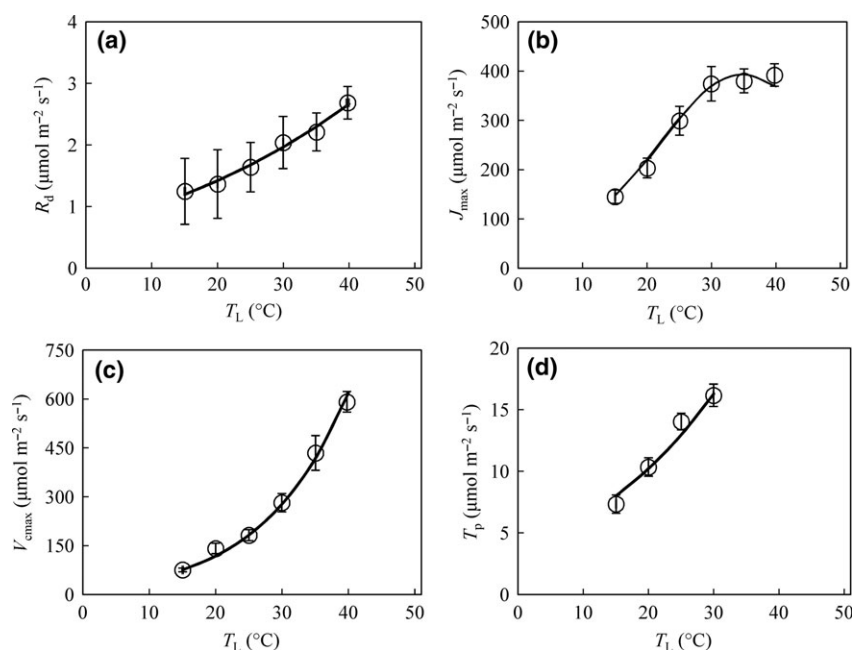 (a)
R_d (μmol m⁻² s⁻¹)
4
3
2
1
0
0 10 20 30 40 50
T_L (°C)
(b)
J_max (μmol m⁻² s⁻¹)
500
400
300
200
100
0
0 10 20 30 40 50
T_L (°C)
(c)
V_cmax (μmol m⁻² s⁻¹)
750
600
450
300
150
0
0 10 20 30 40 50
T_L (°C)
(d)
T_p (μmol m⁻² s⁻¹)
20
15
10
5
0
0 10 20 30 40 50
T_L (°C)